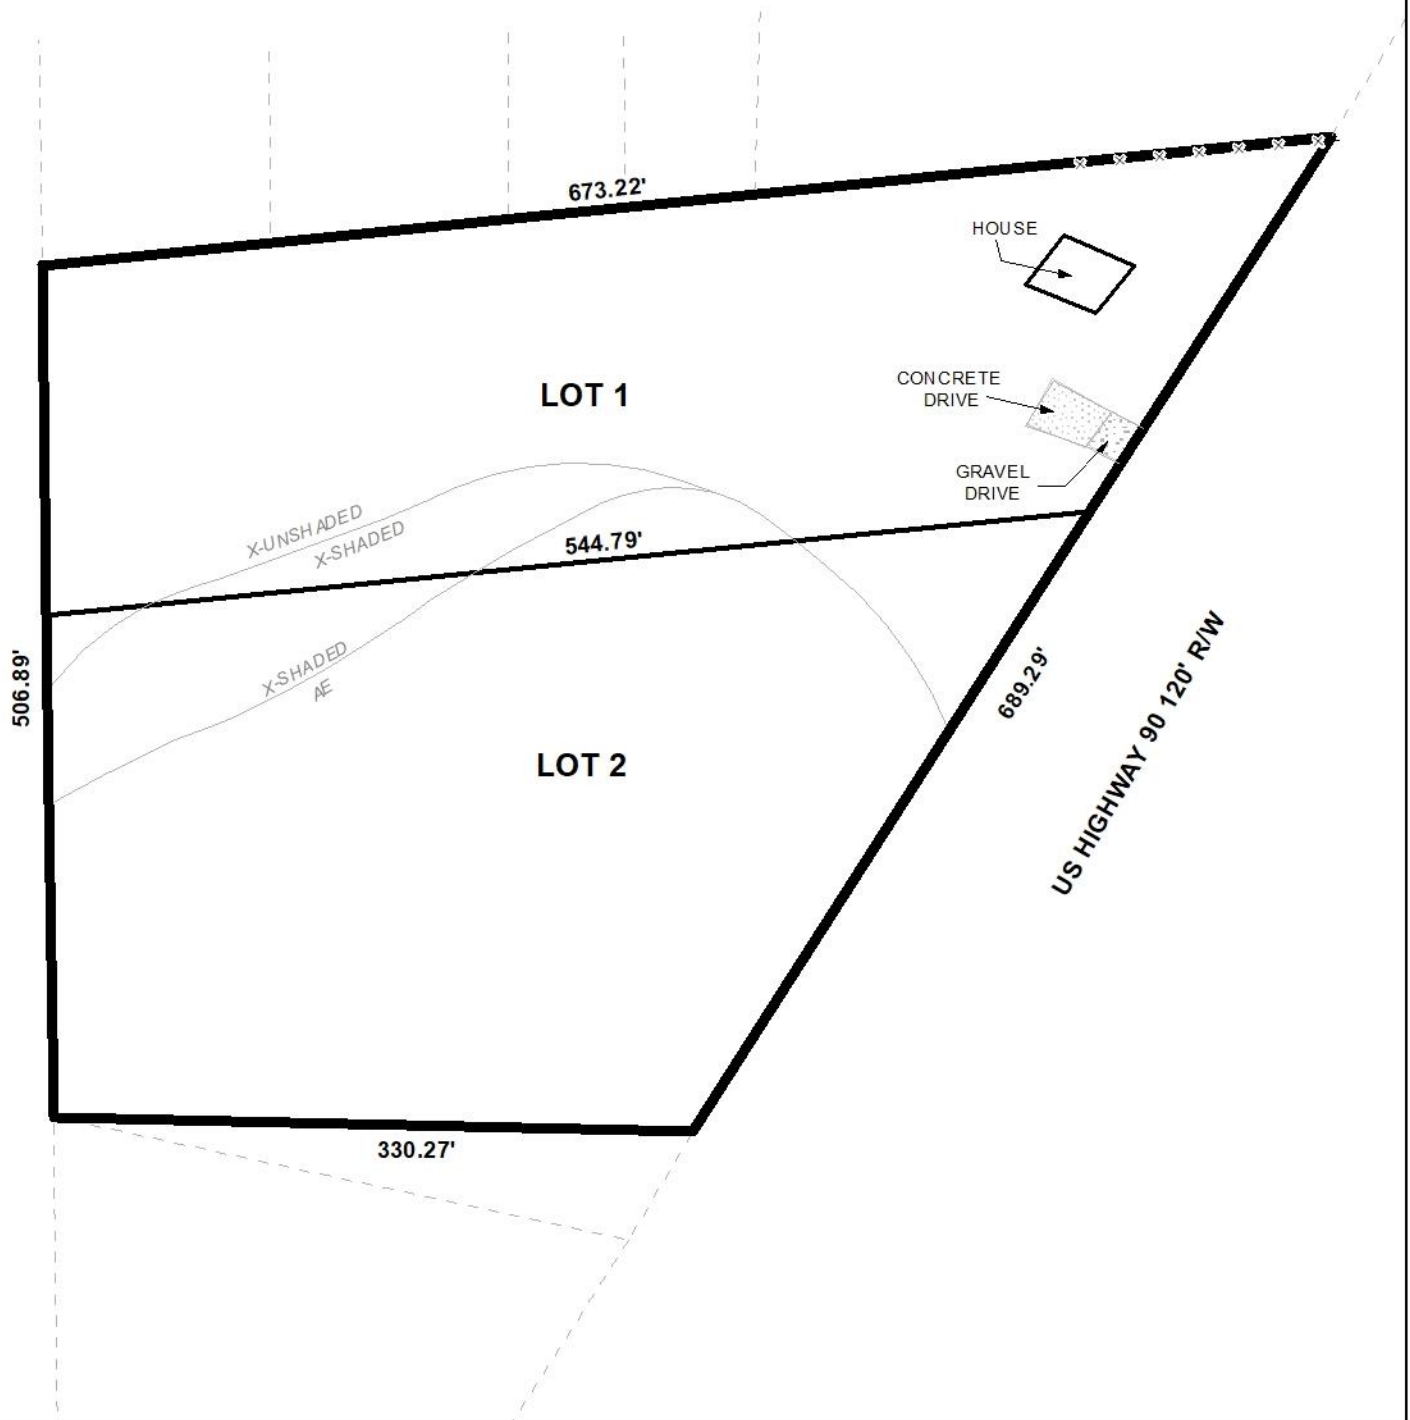 673.22'
HOUSE
LOT 1
CONCRETE
DRIVE
GRAVEL
DRIVE
X-UNSHADED
X-SHADED
544.79'
X-SHADED
AE
506.89'
689.29'
US HIGHWAY 90 120' R/W
LOT 2
330.27'